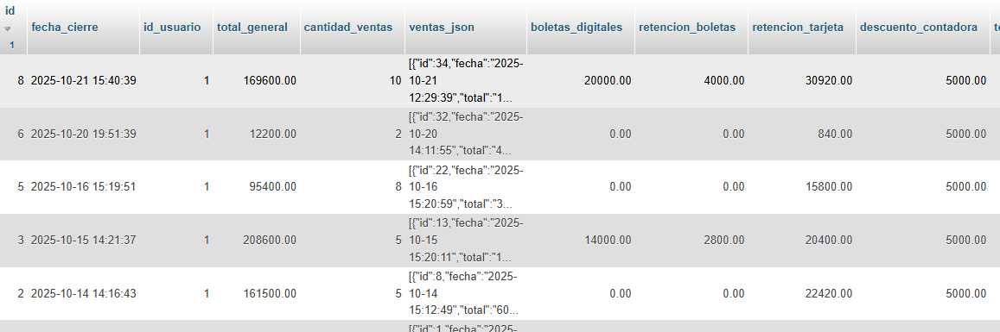 id
1
fecha_cierre id_usuario total_general cantidad_ventas ventas_json boletas_digitales retencion_boletas retencion_tarjeta descuento_contadora
[{"id":34,"fecha":"2025-
8 2025-10-21 15:40:39 1 169600.00 10 10-21 20000.00 4000.00 30920.00 5000.00
12:29:39","total":"1...
[{"id":32,"fecha":"2025-
6 2025-10-20 19:51:39 1 12200.00 2 10-20 0.00 0.00 840.00 5000.00
14:11:55","total":"4...
[{"id":22,"fecha":"2025-
5 2025-10-16 15:19:51 1 95400.00 8 10-16 0.00 0.00 15800.00 5000.00
15:20:59","total":"3...
[{"id":13,"fecha":"2025-
3 2025-10-15 14:21:37 1 208600.00 5 10-15 14000.00 2800.00 20400.00 5000.00
15:20:11","total":"1...
[{"id":8,"fecha":"2025-
2 2025-10-14 14:16:43 1 161500.00 5 10-14 0.00 0.00 22420.00 5000.00
15:12:49","total":"60...
[{"id":1,"fecha":"2025-